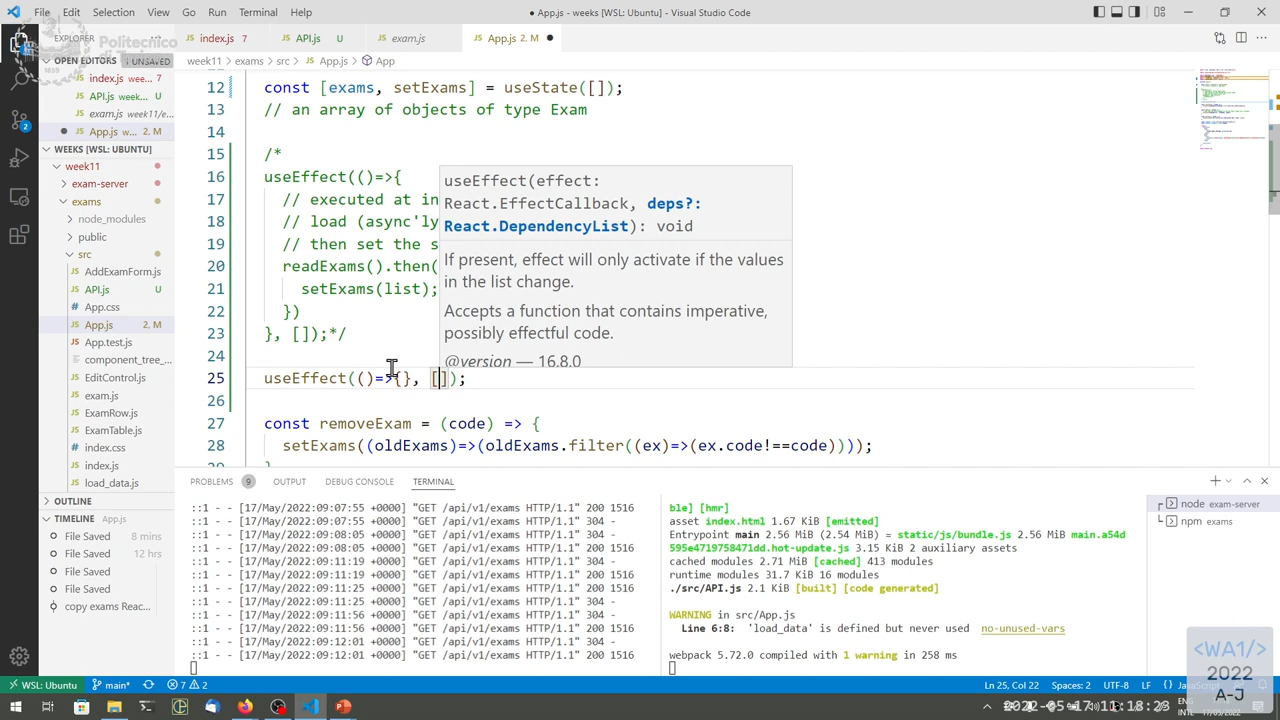 File Edit Selection View Go Run Terminal Help
● App.js - weeks [WSL: Ubuntu] - Visual Studio Code
EXPLORER
Politecnico
index.js 7
API.js U
exam.js
App.js 2, M ●
OPEN EDITORS 1 UNSAVED
index.js wee... 7
API.js week... U
exam.js week11/e...
● App.js w... 2, M
week11 > exams > src > App.js > App
WEEKS [WSL: UBUNTU]
week11
exam-server
exams
node_modules
public
src
AddExamForm.js
API.js U
App.css
App.js 2, M
App.test.js
component_tree_...
EditControl.js
exam.js
ExamRow.js
ExamTable.js
index.css
index.js
load_data.js
OUTLINE
TIMELINE App.js
File Saved 8 mins
File Saved 12 hrs
File Saved
File Saved
copy exams Reac...
12 const [exams, setExams] = useState([]);
13 // an array of objects of type Exam
14
15 /*
16 useEffect(()=>{
17 // executed at in
18 // load (async'ly
19 // then set the s
20 readExams().then(
21 setExams(list);
22 })
23 }, []);*/
24
25 useEffect(()=>{}, []);
26
27 const removeExam = (code) => {
28 setExams((oldExams)=>(oldExams.filter((ex)=>(ex.code!==code))));
useEffect(effect:
React.EffectCallback, deps?:
React.DependencyList): void
If present, effect will only activate if the values
in the list change.
Accepts a function that contains imperative,
possibly effectful code.
@version — 16.8.0
PROBLEMS 9 OUTPUT DEBUG CONSOLE TERMINAL
::1 - - [17/May/2022:09:07:55 +0000] "GET /api/v1/exams HTTP/1.1" 200 1516
::1 - - [17/May/2022:09:07:55 +0000] "GET /api/v1/exams HTTP/1.1" 304 -
::1 - - [17/May/2022:09:08:05 +0000] "GET /api/v1/exams HTTP/1.1" 304 -
::1 - - [17/May/2022:09:08:05 +0000] "GET /api/v1/exams HTTP/1.1" 200 1516
::1 - - [17/May/2022:09:11:19 +0000] "GET /api/v1/exams HTTP/1.1" 304 -
::1 - - [17/May/2022:09:11:25 +0000] "GET /api/v1/exams HTTP/1.1" 200 1516
::1 - - [17/May/2022:09:11:25 +0000] "GET /api/v1/exams HTTP/1.1" 304 -
::1 - - [17/May/2022:09:11:56 +0000] "GET /api/v1/exams HTTP/1.1" 304 -
::1 - - [17/May/2022:09:11:56 +0000] "GET /api/v1/exams HTTP/1.1" 200 1516
::1 - - [17/May/2022:09:12:01 +0000] "GET /api/v1/exams HTTP/1.1" 304 -
::1 - - [17/May/2022:09:12:01 +0000] "GET /api/v1/exams HTTP/1.1" 200 1516
ble] [hmr]
asset index.html 1.67 KiB [emitted]
Entrypoint main 2.56 MiB (2.54 MiB) = static/js/bundle.js 2.56 MiB main.a54d
595e4719758471dd.hot-update.js 3.15 KiB 2 auxiliary assets
cached modules 2.71 MiB [cached] 413 modules
runtime modules 31.7 KiB 16 modules
./src/API.js 2.1 KiB [built] [code generated]
WARNING in src/App.js
Line 6:8: 'load_data' is defined but never used no-unused-vars
webpack 5.72.0 compiled with 1 warning in 258 ms
node exam-server
npm exams
<WA1/>
2022
A-J
WSL: Ubuntu main* 7 2
Ln 25, Col 22 Spaces: 2 UTF-8 LF JavaScript
2022-05-17 11:18:23
ENG
INTL
17/05/2022